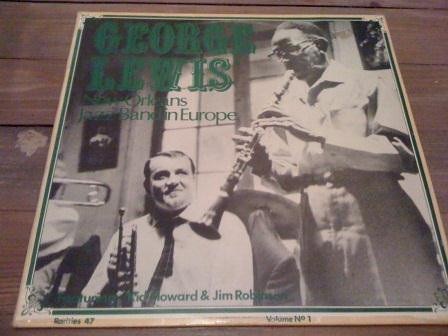 GEORGE
LEWIS
New Orleans
Jazz Band in Europe
Featuring Kid Howard & Jim Robinson
Rarities 47
Volume Nº 1